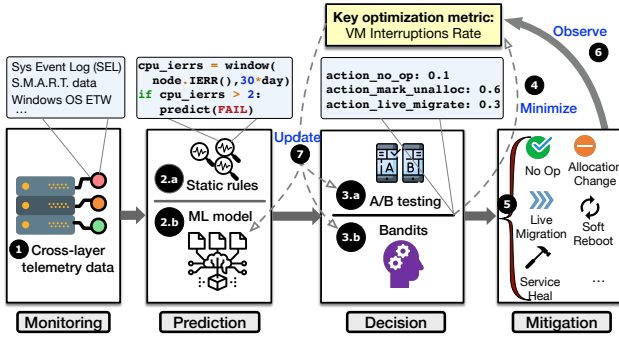 Key optimization metric:
VM Interruptions Rate
Observe
6
Sys Event Log (SEL)
S.M.A.R.T. data
Windows OS ETW
...
cpu_ierrs = window(
node.IERR(),30*day)
if cpu_ierrs > 2:
predict(FAIL)
action_no_op: 0.1
action_mark_unalloc: 0.6
action_live_migrate: 0.3
4
Minimize
Update
7
1
Cross-layer
telemetry data
2.a
Static rules
2.b
ML model
A
B
3.a
A/B testing
3.b
Bandits
5
No Op
Allocation
Change
Live
Migration
Soft
Reboot
Service
Heal
...
Monitoring
Prediction
Decision
Mitigation